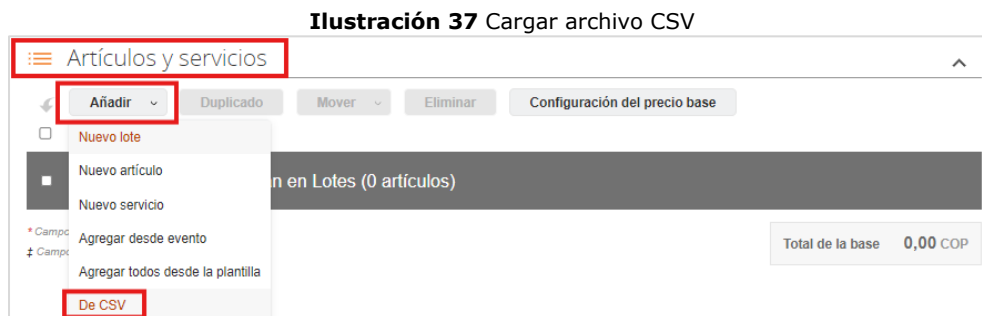 Ilustración 37 Cargar archivo CSV
Artículos y servicios
Añadir Duplicado Mover Eliminar Configuración del precio base
Nuevo lote
Nuevo artículo
en Lotes (0 artículos)
Nuevo servicio
* Campo
Agregar desde evento
Total de la base 0,00 COP
‡ Campo
Agregar todos desde la plantilla
De CSV